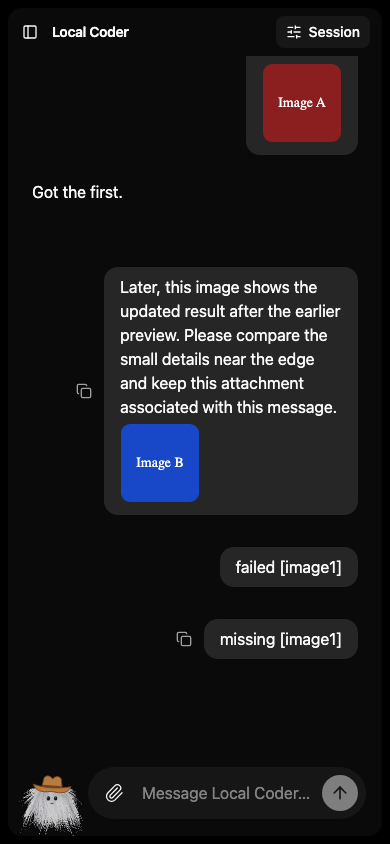 Local Coder
Session
Image A
Got the first.
Later, this image shows the
updated result after the earlier
preview. Please compare the
small details near the edge
and keep this attachment
associated with this message.
Image B
failed [image1]
missing [image1]
Message Local Coder...